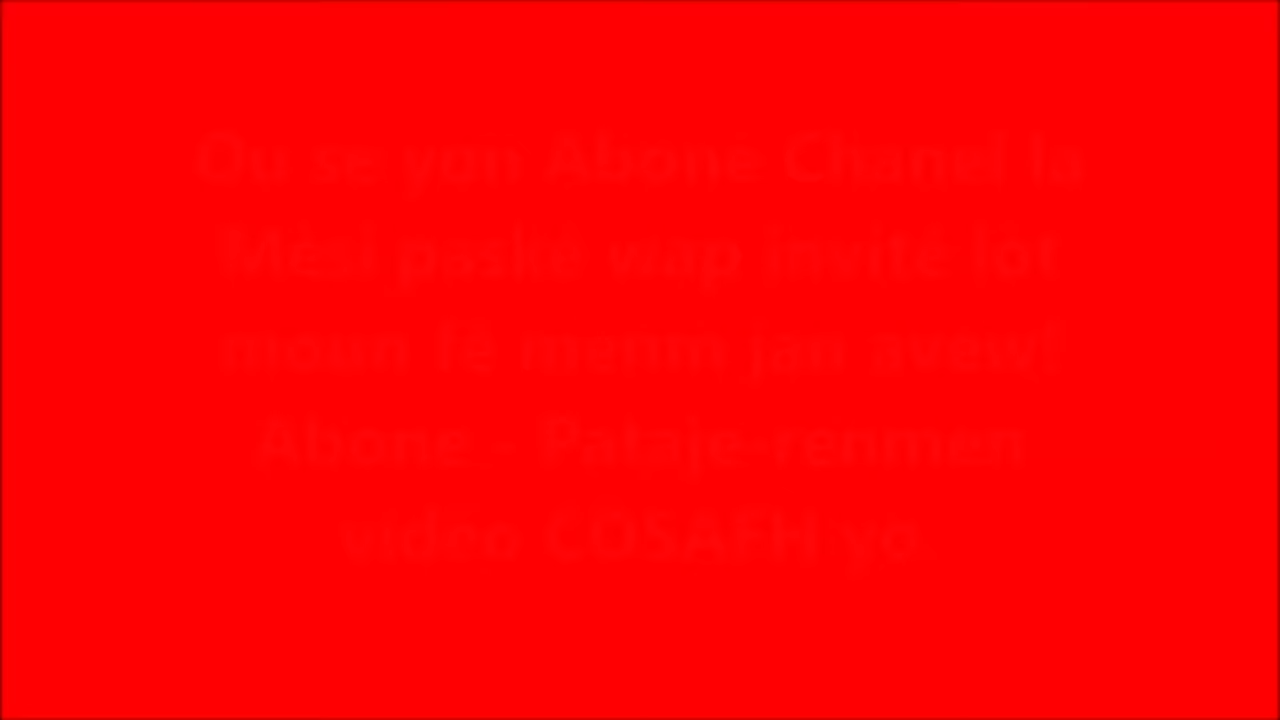 Ou se yon Abone Chanel la
Mèsi paske wap invite lòt
moun fè menm jan avew!
Abone - Pataje-renmen
video COSAFH yo.